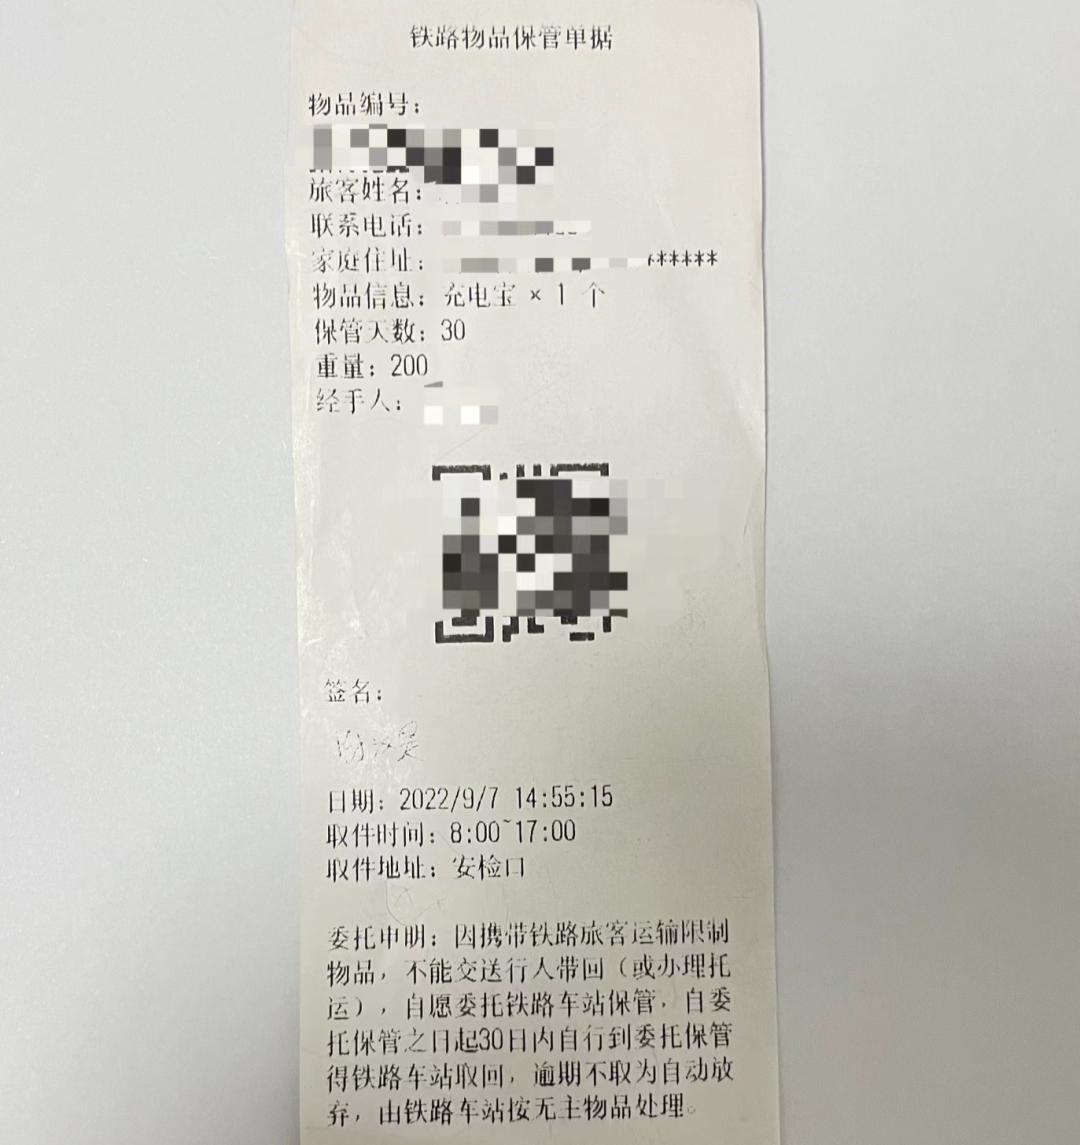 铁路物品保管单据
物品编号：
旅客姓名：
联系电话：
家庭住址：******
物品信息：充电宝 × 1 个
保管天数：30
重量：200
经手人：
签名：
日期：2022/9/7 14:55:15
取件时间：8:00~17:00
取件地址：安检口
委托申明：因携带铁路旅客运输限制
物品，不能交送行人带回（或办理托
运），自愿委托铁路车站保管，自委
托保管之日起30日内自行到委托保管
得铁路车站取回，逾期不取为自动放
弃，由铁路车站按无主物品处理。